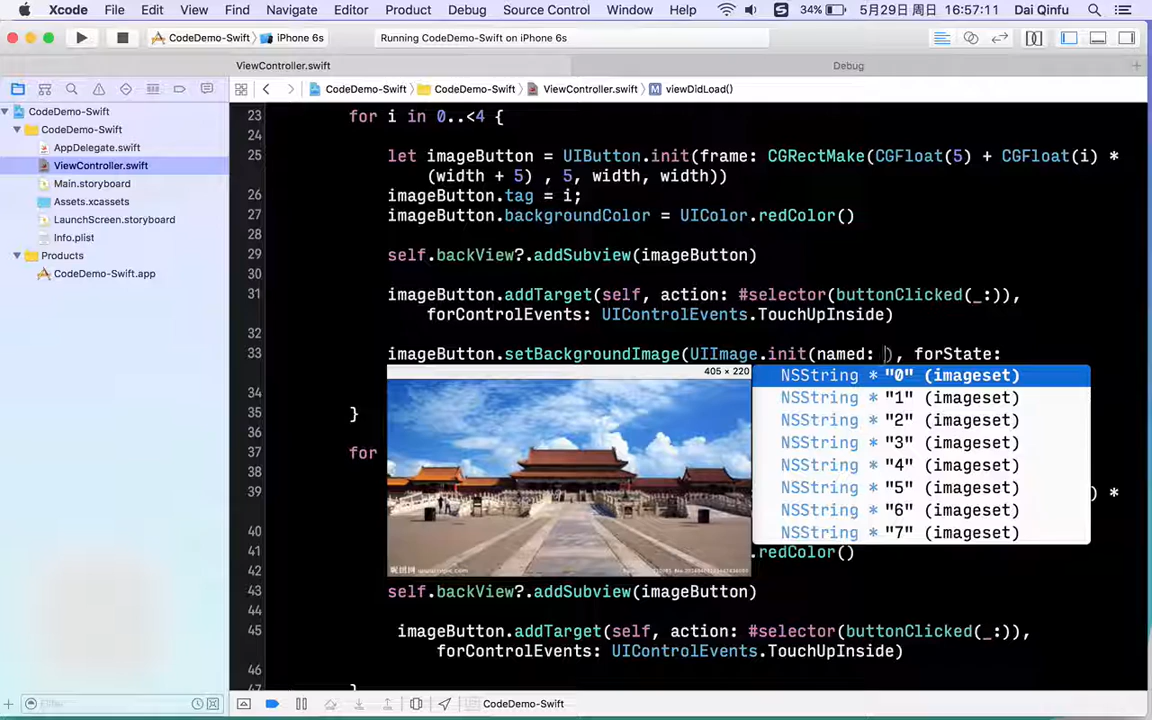 Xcode File Edit View Find Navigate Editor Product Debug Source Control Window Help 34% 5月29日 周日 16:57:11 Dai Qinfu
CodeDemo-Swift iPhone 6s Running CodeDemo-Swift on iPhone 6s
ViewController.swift Debug
CodeDemo-Swift CodeDemo-Swift ViewController.swift M viewDidLoad()
CodeDemo-Swift
CodeDemo-Swift
AppDelegate.swift
ViewController.swift
Main.storyboard
Assets.xcassets
LaunchScreen.storyboard
Info.plist
Products
CodeDemo-Swift.app
Filter
23 for i in 0..<4 {
24
25 let imageButton = UIButton.init(frame: CGRectMake(CGFloat(5) + CGFloat(i) *
(width + 5) , 5, width, width))
26 imageButton.tag = i;
27 imageButton.backgroundColor = UIColor.redColor()
28
29 self.backView?.addSubview(imageButton)
30
31 imageButton.addTarget(self, action: #selector(buttonClicked(_:)),
forControlEvents: UIControlEvents.TouchUpInside)
32
33 imageButton.setBackgroundImage(UIImage.init(named: ), forState:
405 × 220
NSString * "0" (imageset)
NSString * "1" (imageset)
NSString * "2" (imageset)
NSString * "3" (imageset)
NSString * "4" (imageset)
NSString * "5" (imageset)
NSString * "6" (imageset)
NSString * "7" (imageset)
34
35 }
36
37 for
38
39 ) *
40
41 .redColor()
42
43 self.backView?.addSubview(imageButton)
44
45 imageButton.addTarget(self, action: #selector(buttonClicked(_:)),
forControlEvents: UIControlEvents.TouchUpInside)
46
47
CodeDemo-Swift